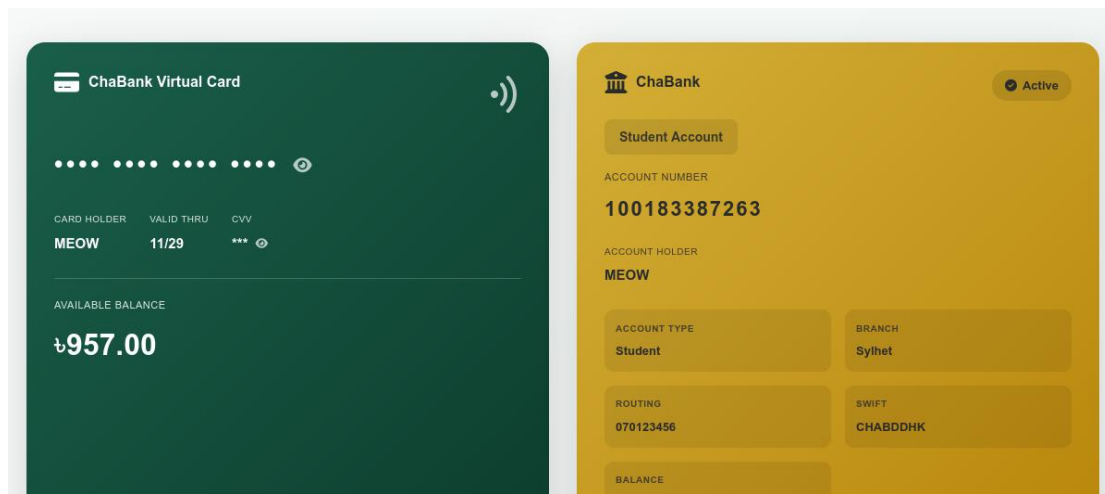 ChaBank Virtual Card
•••• •••• •••• ••••
CARD HOLDER VALID THRU CVV
MEOW 11/29 ***
AVAILABLE BALANCE
৳957.00
ChaBank
Active
Student Account
ACCOUNT NUMBER
100183387263
ACCOUNT HOLDER
MEOW
ACCOUNT TYPE
Student
BRANCH
Sylhet
ROUTING
070123456
SWIFT
CHABDDHK
BALANCE